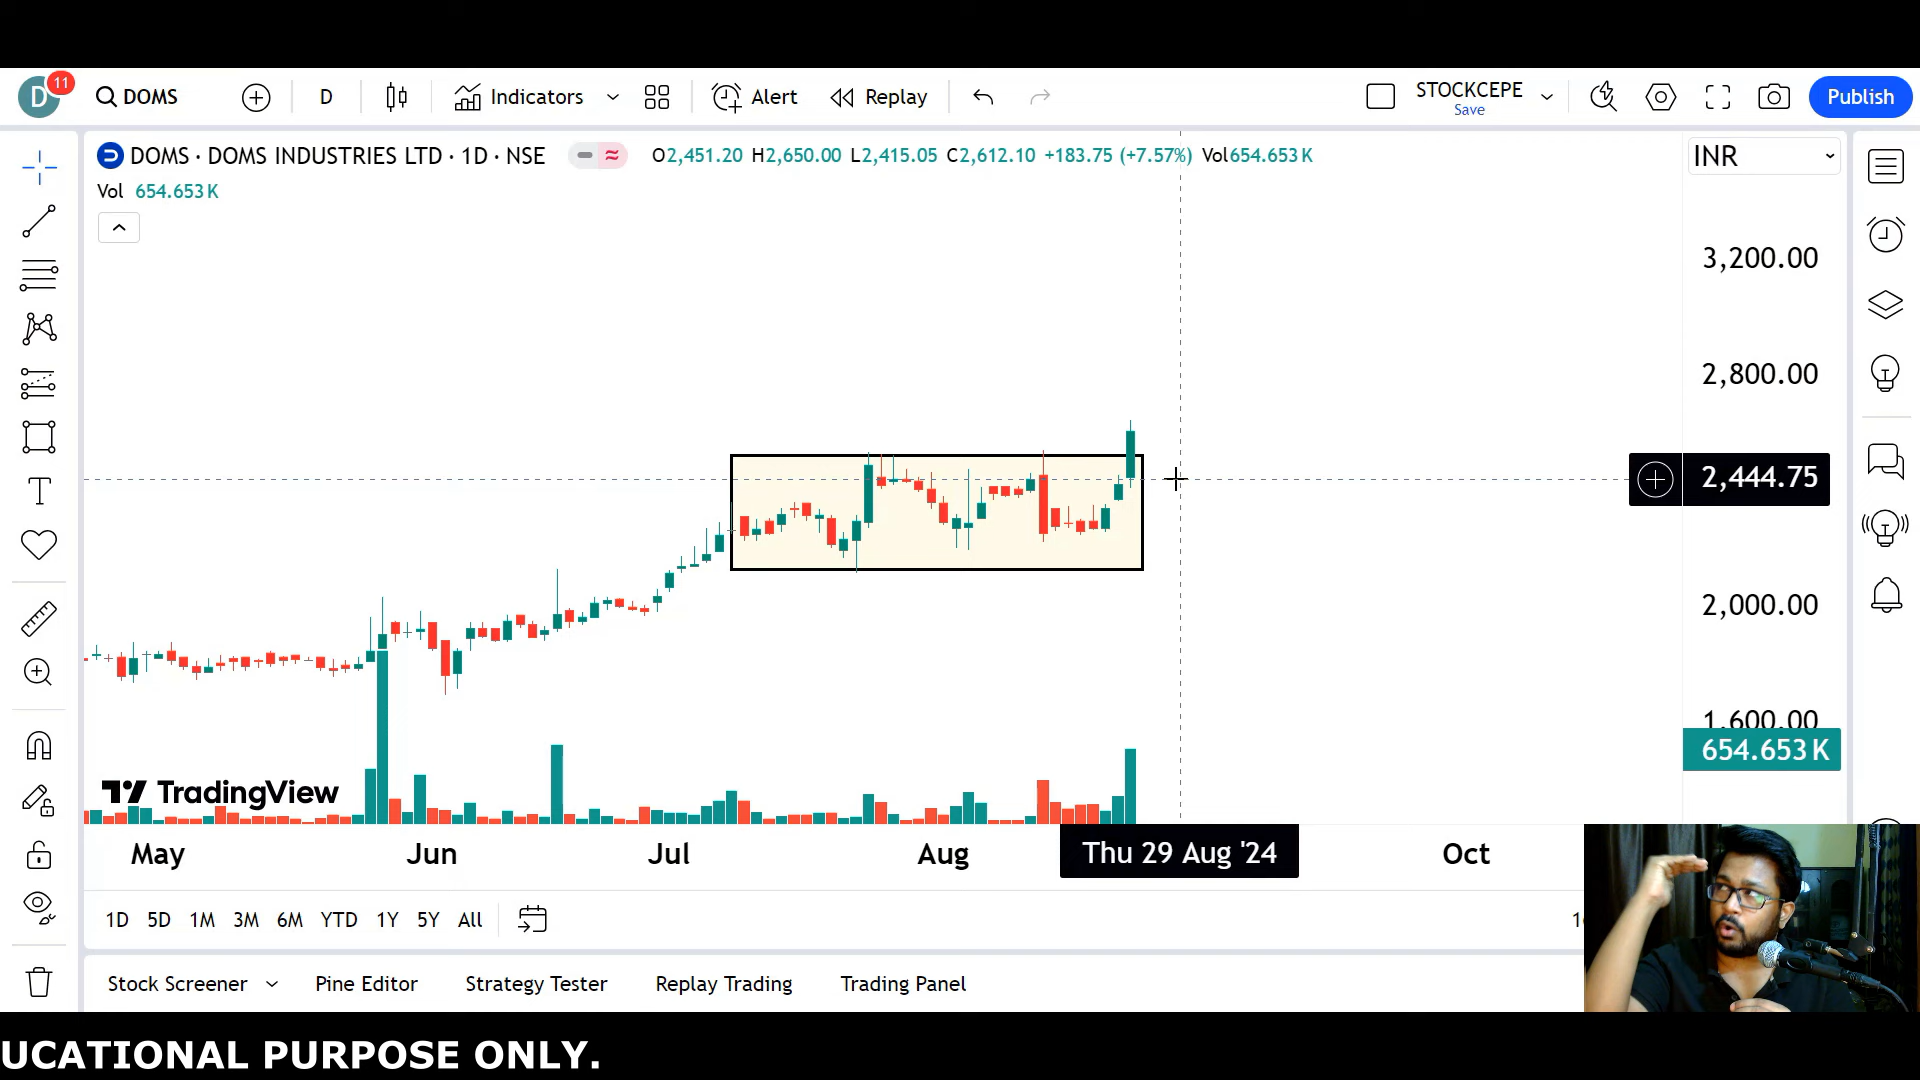 D
11
DOMS
D
Indicators
Alert
Replay
STOCKCEPE
Save
Publish
DOMS · DOMS INDUSTRIES LTD · 1D · NSE
O2,451.20 H2,650.00 L2,415.05 C2,612.10 +183.75 (+7.57%) Vol654.653K
INR
Vol 654.653K
3,200.00
2,800.00
2,444.75
2,000.00
1,600.00
654.653K
TradingView
May Jun Jul Aug Thu 29 Aug '24 Oct
1D 5D 1M 3M 6M YTD 1Y 5Y All
Stock Screener Pine Editor Strategy Tester Replay Trading Trading Panel
UCATIONAL PURPOSE ONLY.